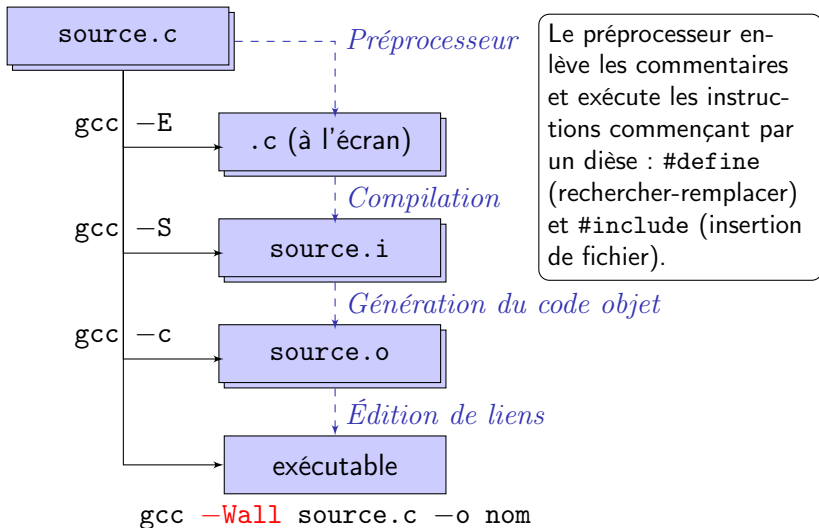 source.c
Préprocesseur
gcc -E
.c (à l'écran)
Compilation
gcc -S
source.i
Génération du code objet
gcc -c
source.o
Édition de liens
exécutable
gcc -Wall source.c -o nom
Le préprocesseur en-
lève les commentaires
et exécute les instruc-
tions commençant par
un dièse : #define
(rechercher-remplacer)
et #include (insertion
de fichier).